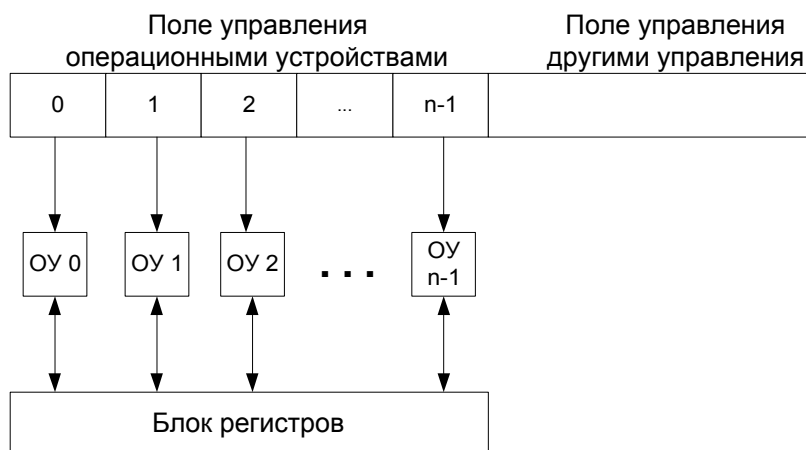 Поле управления
операционными устройствами
Поле управления
другими управления
0 1 2 ... n-1
ОУ 0 ОУ 1 ОУ 2 . . . ОУ
n-1
Блок регистров